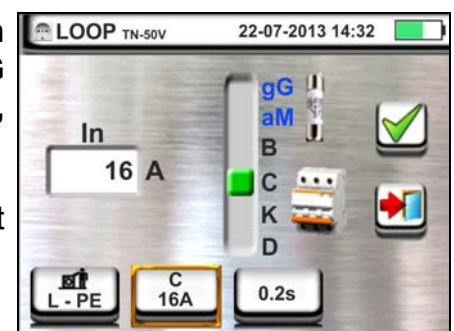 LOOP TN-50V 22-07-2013 14:32
gG
aM
B
C
K
D
In
16 A
L - PE
C
16A
0.2s